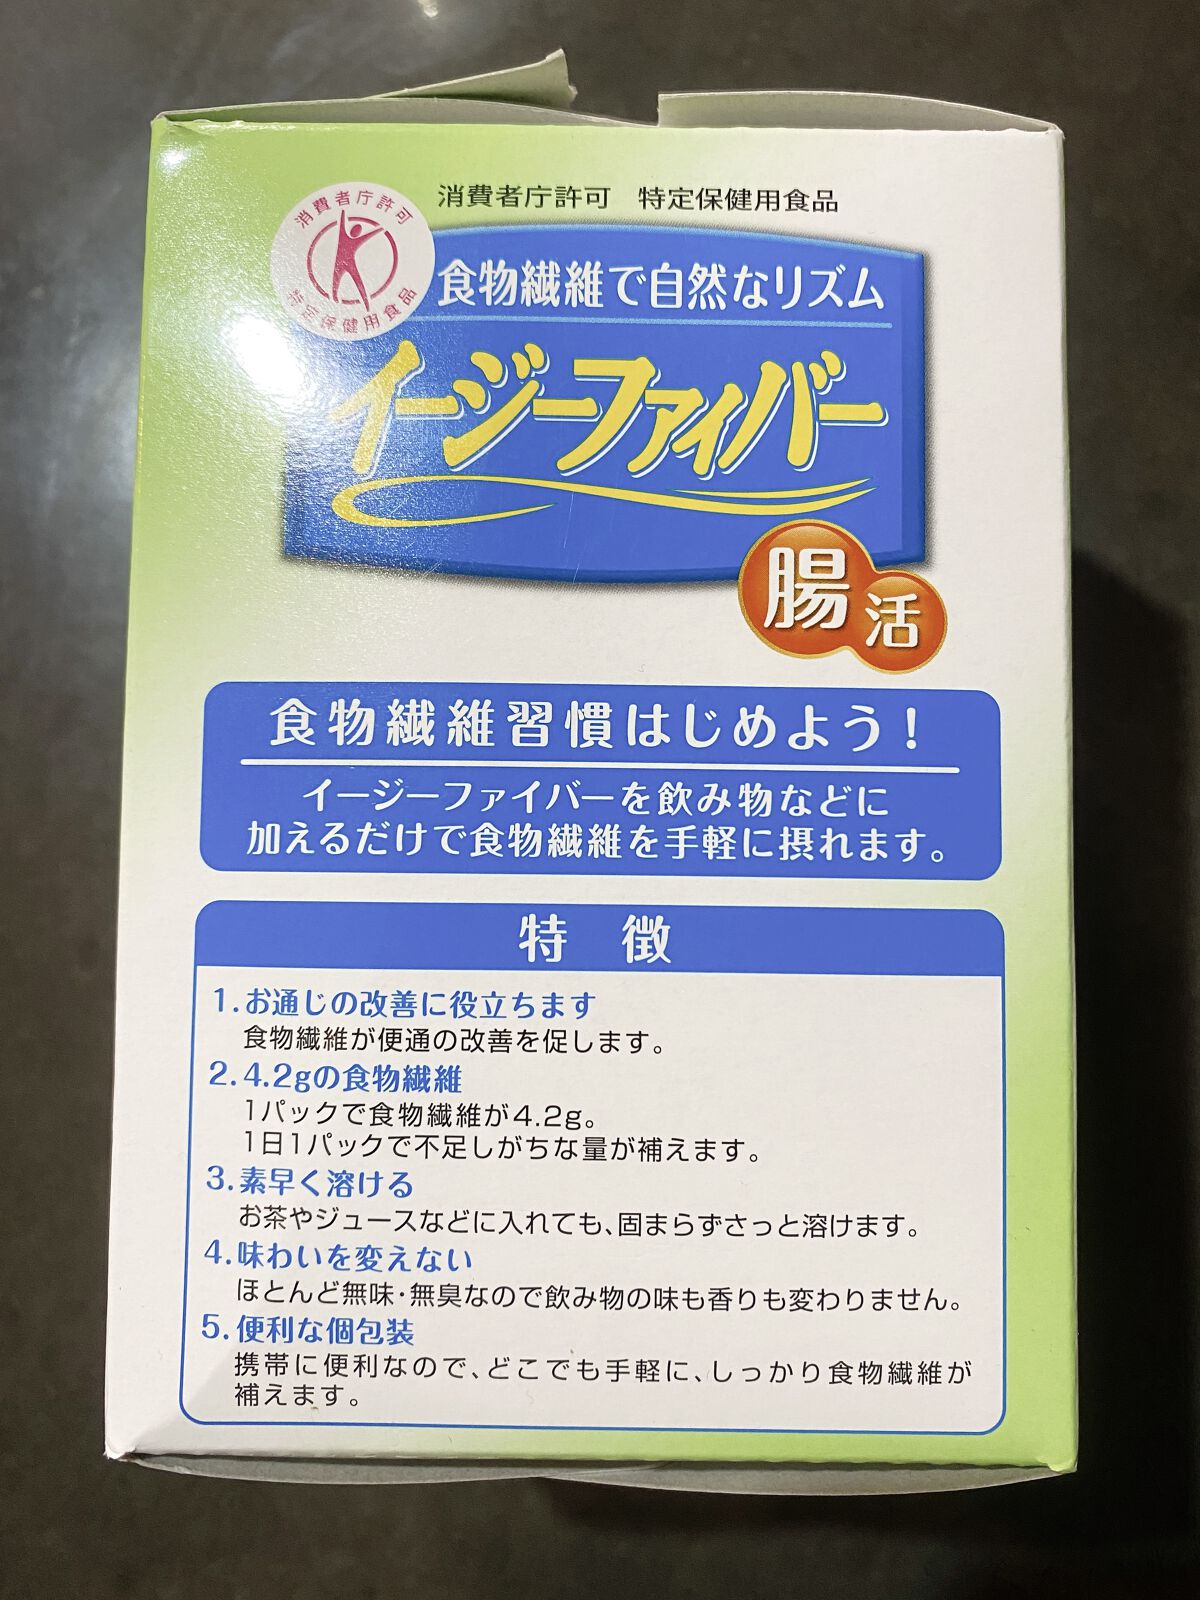 消費者庁許可 特定保健用食品
消費者庁許可
特定保健用食品
食物繊維で自然なリズム
イージーファイバー
腸活
食物繊維習慣はじめよう!
イージーファイバーを飲み物などに
加えるだけで食物繊維を手軽に摂れます。
特 徴
1.お通じの改善に役立ちます
食物繊維が便通の改善を促します。
2.4.2gの食物繊維
1パックで食物繊維が4.2g。
1日1パックで不足しがちな量が補えます。
3.素早く溶ける
お茶やジュースなどに入れても、固まらずさっと溶けます。
4.味わいを変えない
ほとんど無味・無臭なので飲み物の味も香りも変わりません。
5.便利な個包装
携帯に便利なので、どこでも手軽に、しっかり食物繊維が
補えます。